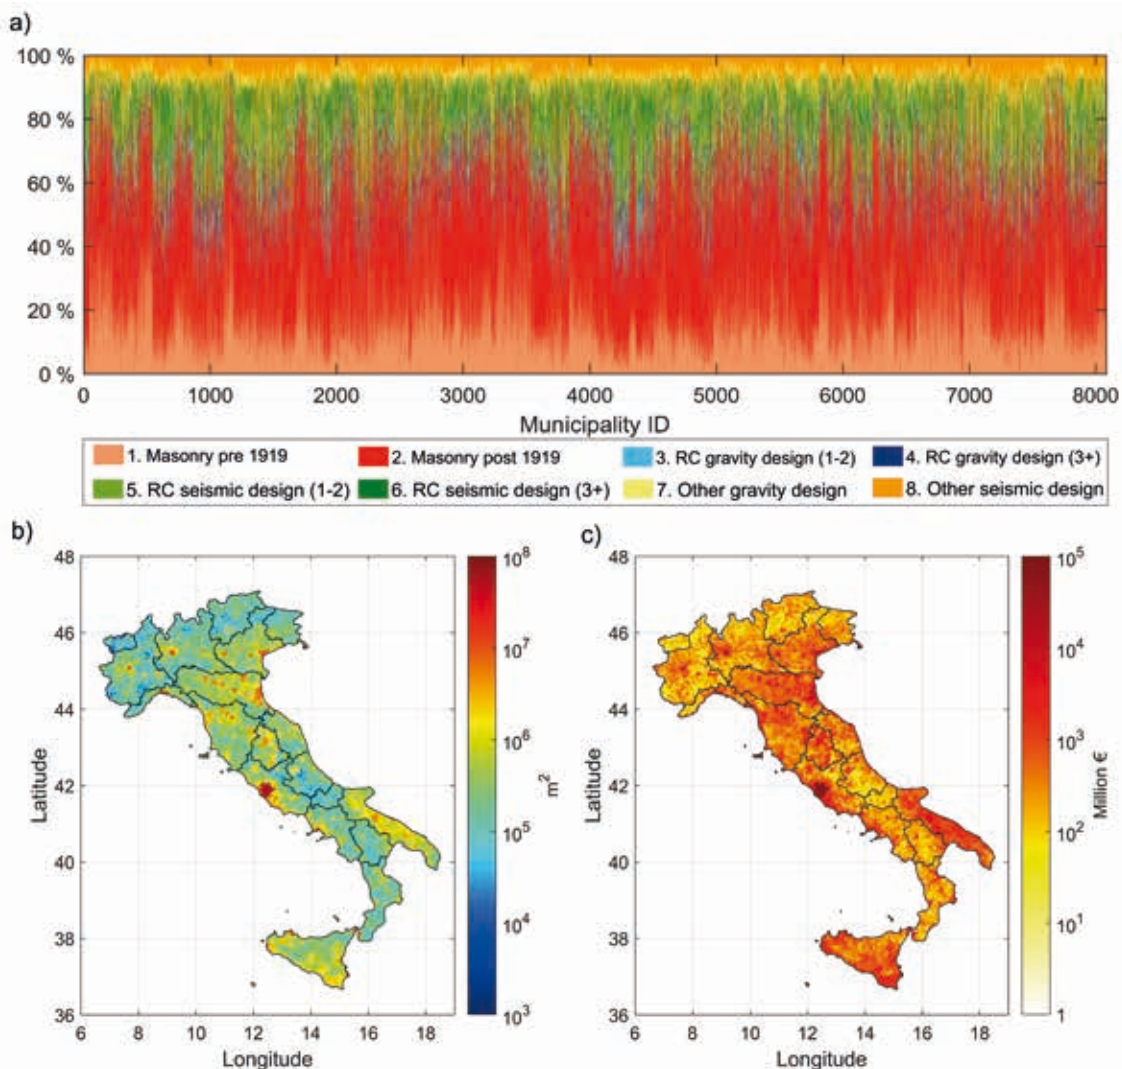 a)
100 %
80 %
60 %
40 %
20 %
0 %
0 1000 2000 3000 4000 5000 6000 7000 8000
Municipality ID
1. Masonry pre 1919 2. Masonry post 1919 3. RC gravity design (1-2) 4. RC gravity design (3+)
5. RC seismic design (1-2) 6. RC seismic design (3+) 7. Other gravity design 8. Other seismic design
b)
48
46
44
42
40
38
36
Latitude
6 8 10 12 14 16 18
Longitude
10⁸
10⁷
10⁶
10⁵
10⁴
10³
m²
c)
48
46
44
42
40
38
36
Latitude
6 8 10 12 14 16 18
Longitude
10⁵
10⁴
10³
10²
10¹
1
Million €